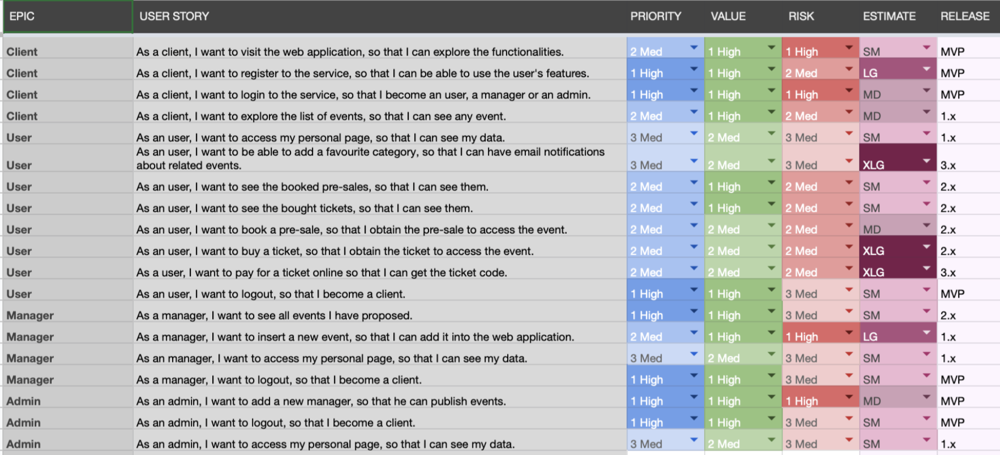 EPIC USER STORY PRIORITY VALUE RISK ESTIMATE RELEASE
Client As a client, I want to visit the web application, so that I can explore the functionalities. 2 Med 1 High 1 High SM MVP
Client As a client, I want to register to the service, so that I can be able to use the user's features. 1 High 1 High 2 Med LG MVP
Client As a client, I want to login to the service, so that I become an user, a manager or an admin. 1 High 1 High 1 High MD MVP
Client As a client, I want to explore the list of events, so that I can see any event. 2 Med 1 High 2 Med MD 1.x
User As an user, I want to access my personal page, so that I can see my data. 3 Med 2 Med 3 Med SM 1.x
As an user, I want to be able to add a favourite category, so that I can have email notifications
User about related events. 3 Med 2 Med 3 Med XLG 3.x
User As an user, I want to see the booked pre-sales, so that I can see them. 2 Med 1 High 2 Med SM 2.x
User As an user, I want to see the bought tickets, so that I can see them. 2 Med 1 High 2 Med SM 2.x
User As an user, I want to book a pre-sale, so that I obtain the pre-sale to access the event. 2 Med 2 Med 2 Med MD 2.x
User As an user, I want to buy a ticket, so that I obtain the ticket to access the event. 2 Med 2 Med 2 Med XLG 2.x
User As a user, I want to pay for a ticket online so that I can get the ticket code. 2 Med 2 Med 2 Med XLG 3.x
User As an user, I want to logout, so that I become a client. 1 High 1 High 3 Med SM MVP
Manager As a manager, I want to see all events I have proposed. 1 High 1 High 3 Med SM 2.x
Manager As a manager, I want to insert a new event, so that I can add it into the web application. 2 Med 1 High 1 High LG 1.x
Manager As an manager, I want to access my personal page, so that I can see my data. 3 Med 2 Med 3 Med SM 1.x
Manager As a manager, I want to logout, so that I become a client. 1 High 1 High 3 Med SM MVP
Admin As an admin, I want to add a new manager, so that he can publish events. 1 High 1 High 1 High MD MVP
Admin As an admin, I want to logout, so that I become a client. 1 High 1 High 3 Med SM MVP
Admin As an admin, I want to access my personal page, so that I can see my data. 3 Med 2 Med 3 Med SM 1.x